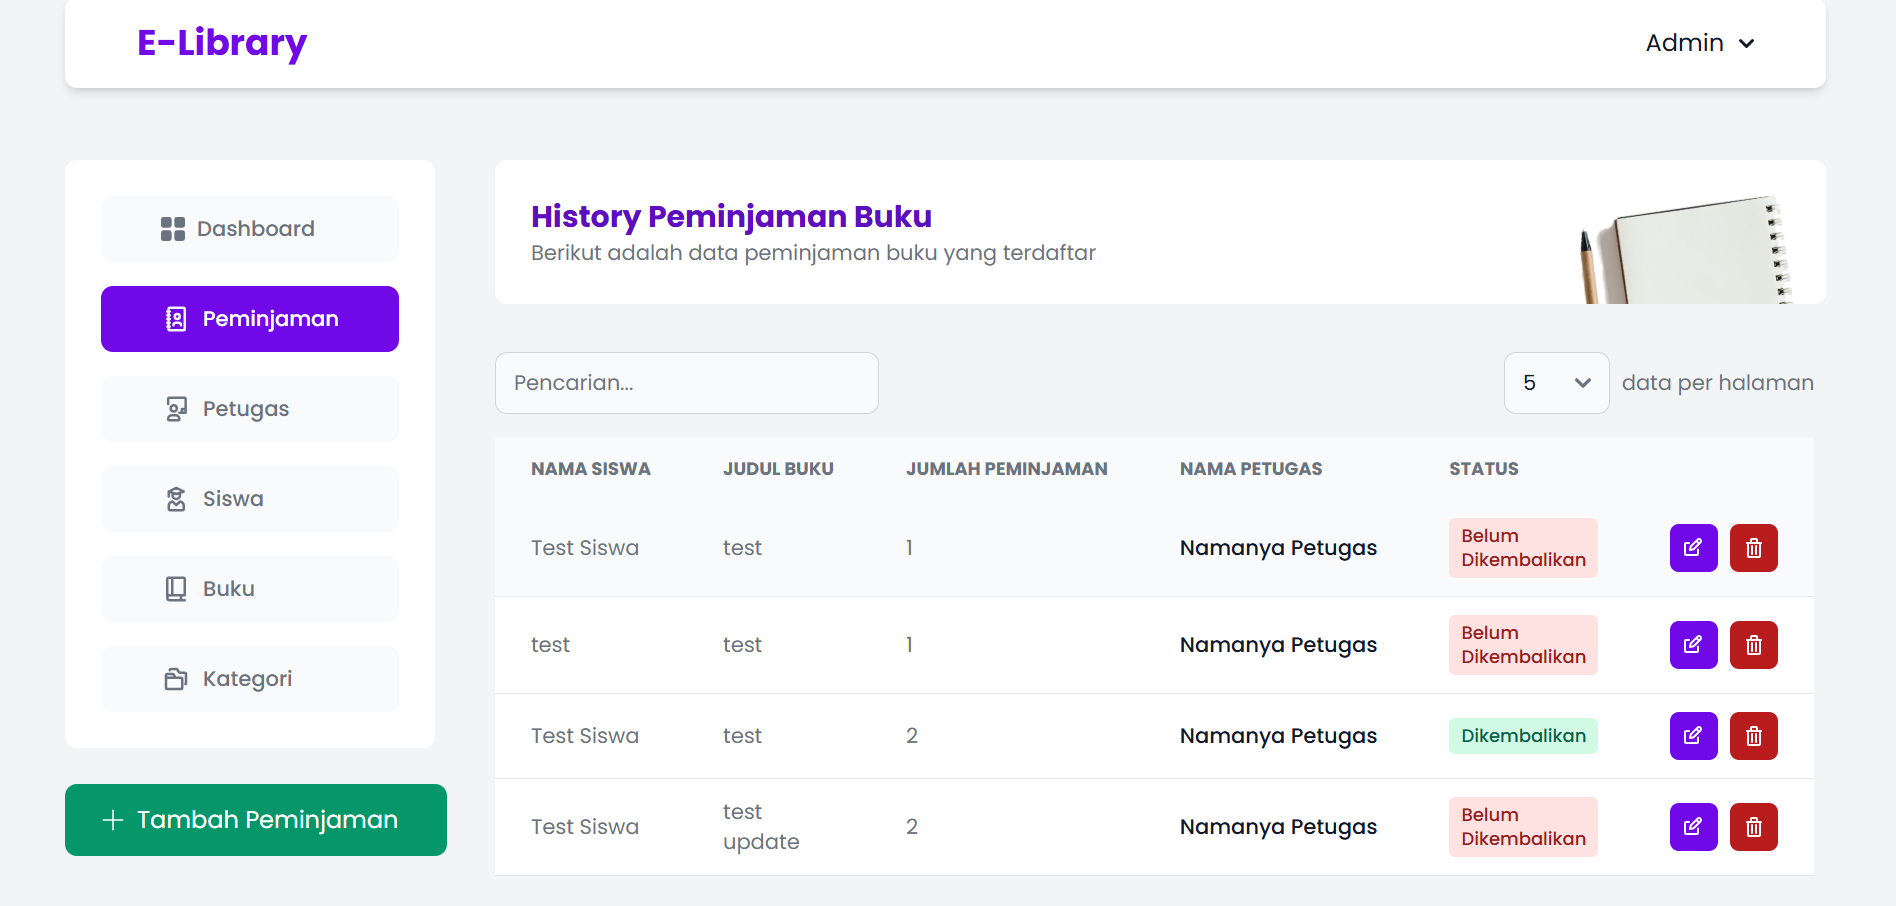 E-Library
Admin
Dashboard
Peminjaman
Petugas
Siswa
Buku
Kategori
+ Tambah Peminjaman
History Peminjaman Buku
Berikut adalah data peminjaman buku yang terdaftar
Pencarian...
5 data per halaman
NAMA SISWA JUDUL BUKU JUMLAH PEMINJAMAN NAMA PETUGAS STATUS
Test Siswa test 1 Namanya Petugas Belum
Dikembalikan
test test 1 Namanya Petugas Belum
Dikembalikan
Test Siswa test 2 Namanya Petugas Dikembalikan
Test Siswa test 2 Namanya Petugas Belum
update Dikembalikan